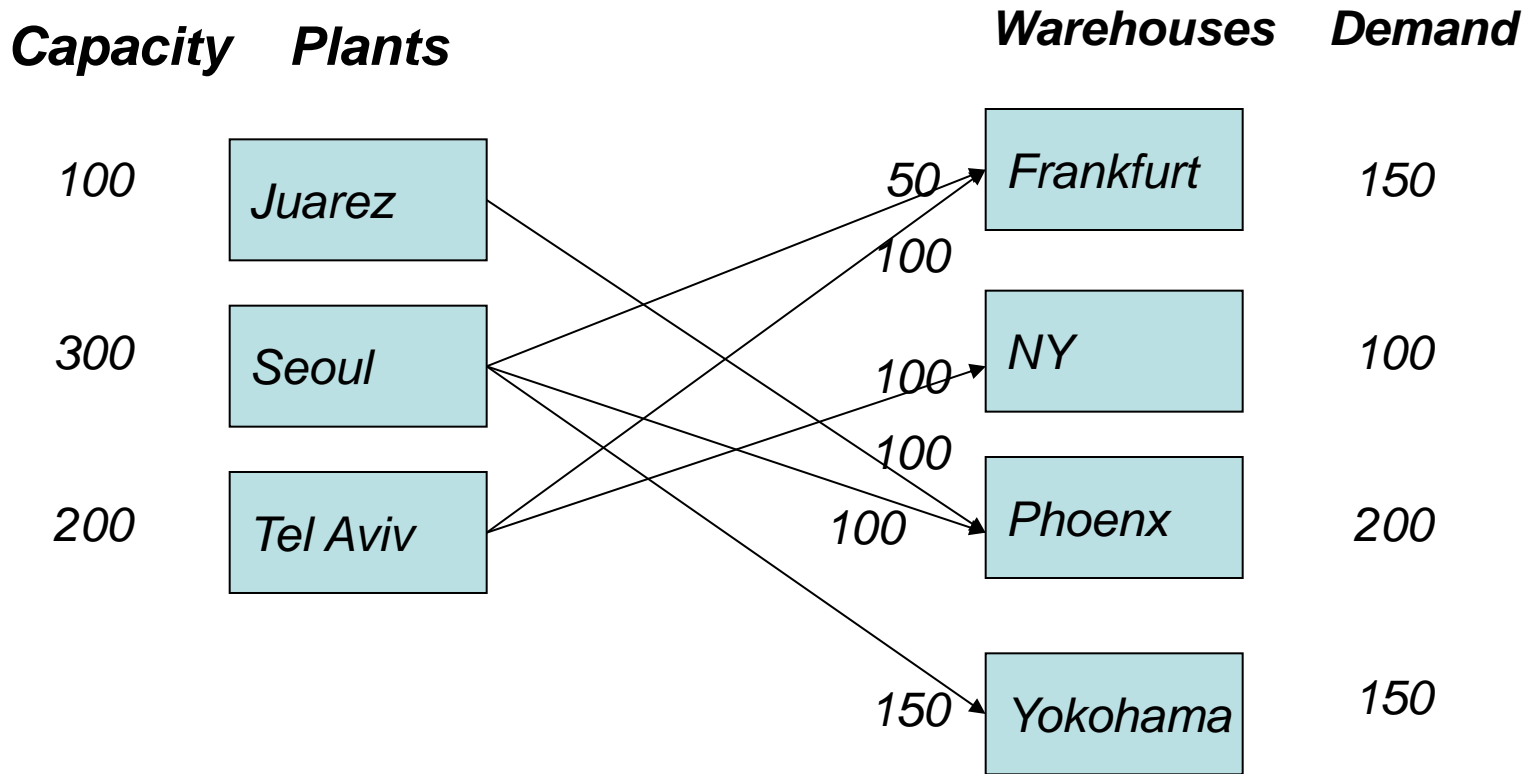 Capacity Plants Warehouses Demand
100 Juarez 50 Frankfurt 150
100
300 Seoul 100 NY 100
100
200 Tel Aviv 100 Phoenx 200
150 Yokohama 150